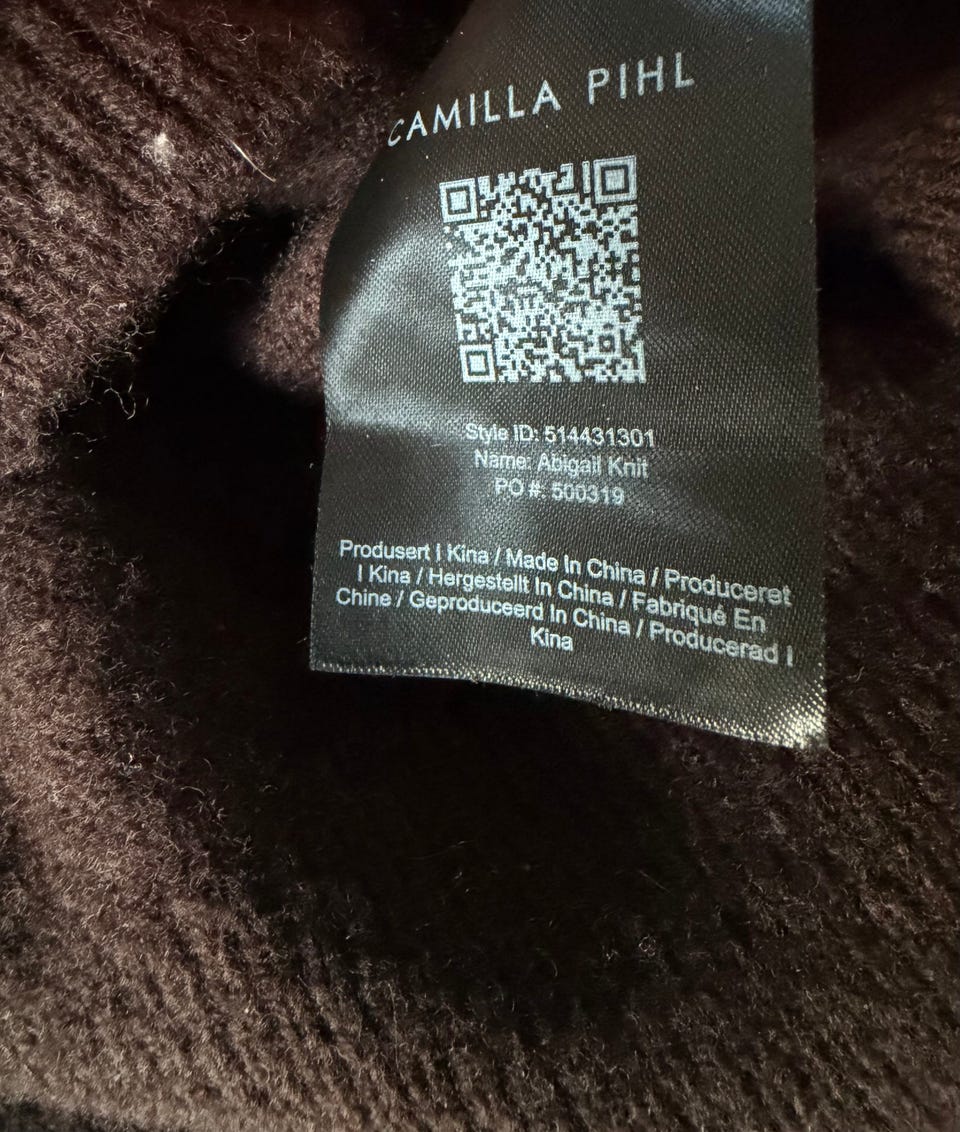 CAMILLA PIHL
Style ID: 514431301
Name: Abigail Knit
PO #: 500319
Produsert I Kina / Made In China / Produceret
I Kina / Hergestellt In China / Fabriqué En
Chine / Geproduceerd In China / Producerad I
Kina